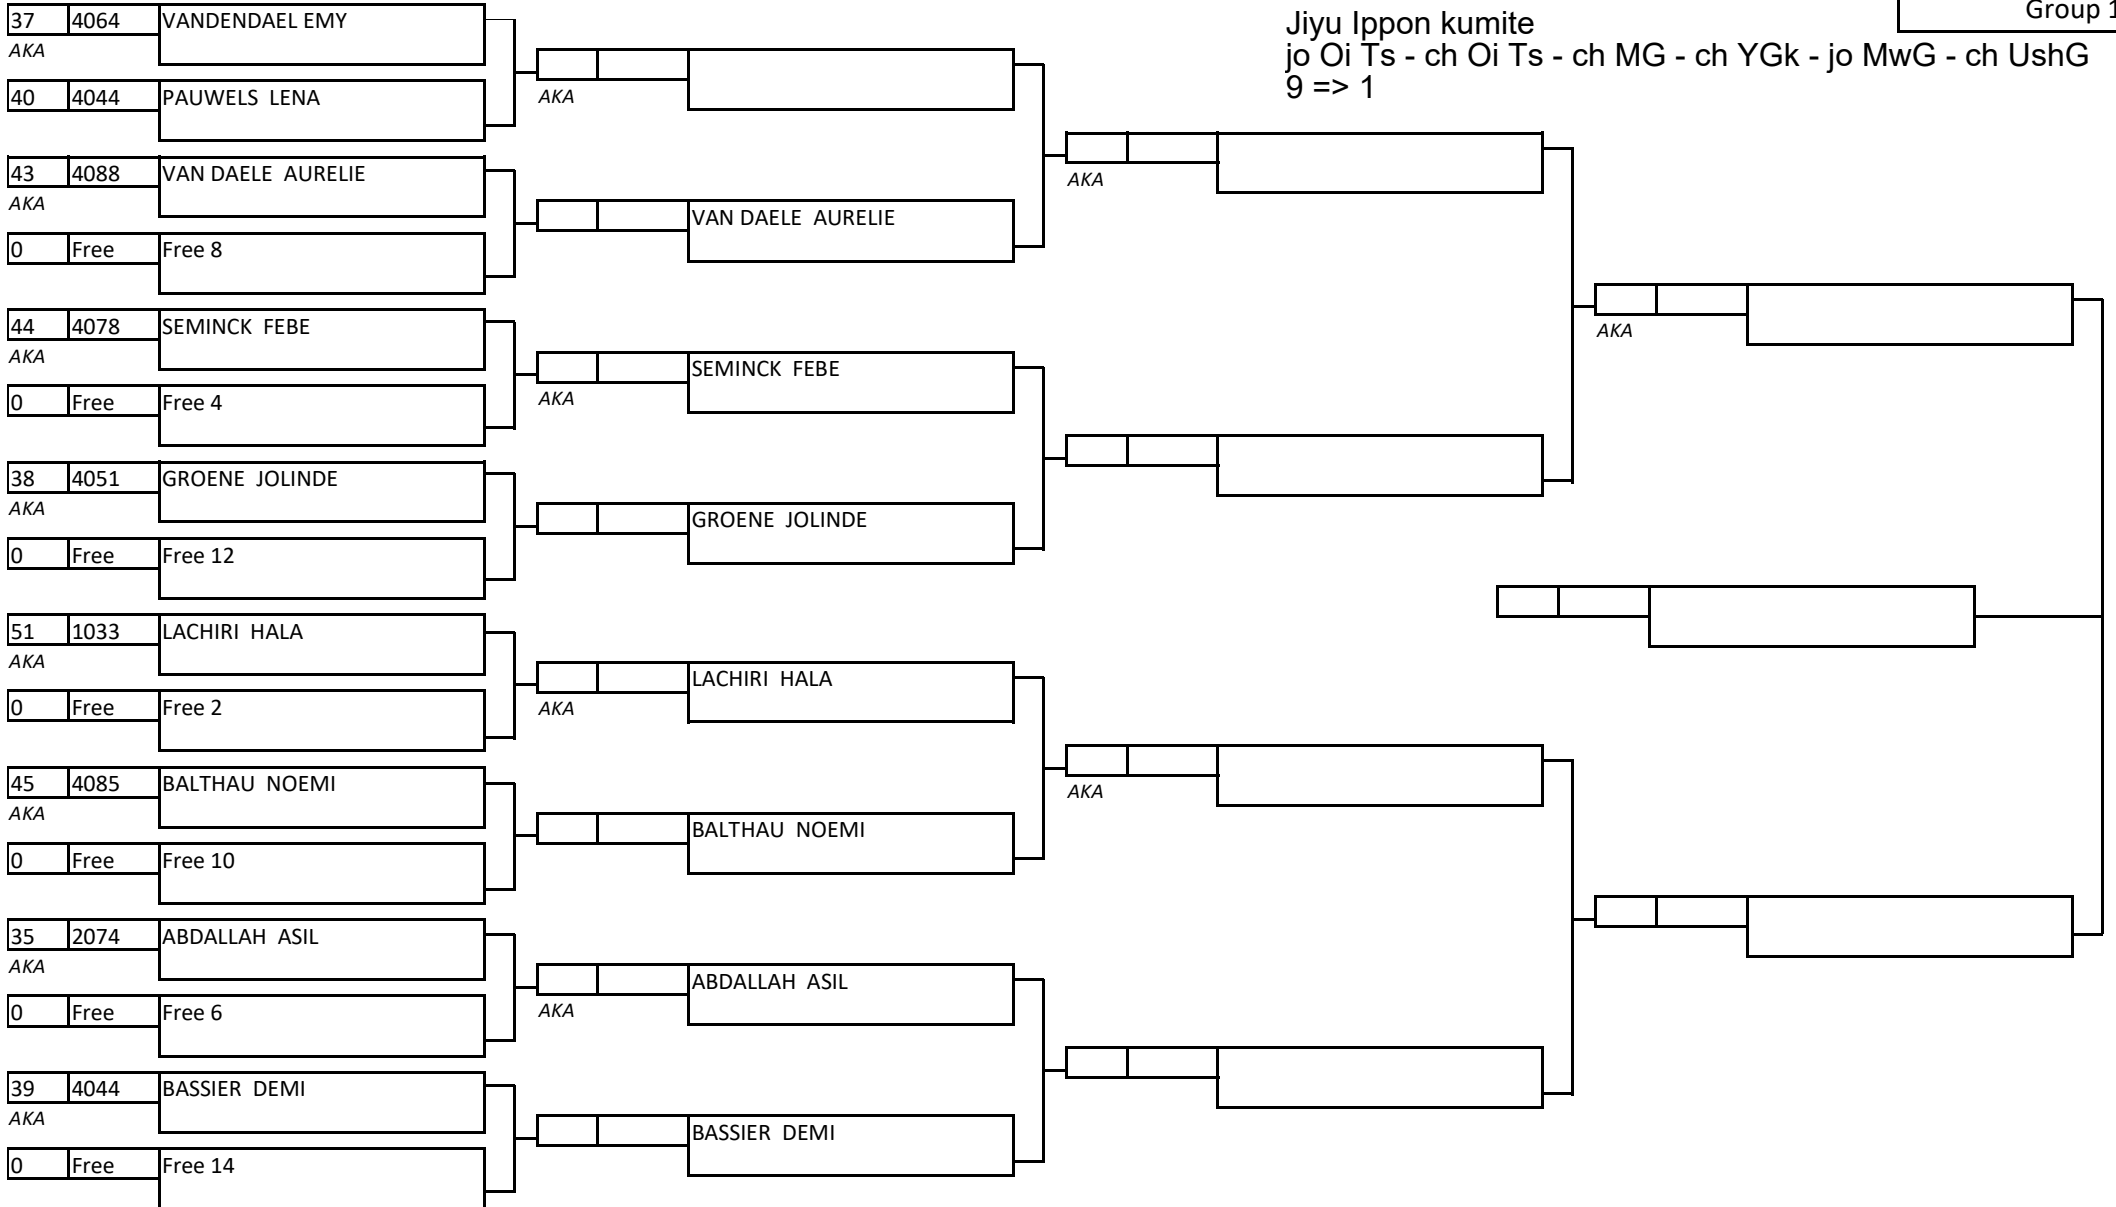 Group 1
Jiyu Ippon kumite
jo Oi Ts - ch Oi Ts - ch MG - ch YGk - jo MwG - ch UshG
9 => 1
37 4064 VANDENDAEL EMY
AKA
40 4044 PAUWELS LENA
43 4088 VAN DAELE AURELIE
AKA
0 Free Free 8
44 4078 SEMINCK FEBE
AKA
0 Free Free 4
38 4051 GROENE JOLINDE
AKA
0 Free Free 12
51 1033 LACHIRI HALA
AKA
0 Free Free 2
45 4085 BALTHAU NOEMI
AKA
0 Free Free 10
35 2074 ABDALLAH ASIL
AKA
0 Free Free 6
39 4044 BASSIER DEMI
AKA
0 Free Free 14
AKA
VAN DAELE AURELIE
SEMINCK FEBE
AKA
GROENE JOLINDE
LACHIRI HALA
AKA
BALTHAU NOEMI
ABDALLAH ASIL
AKA
BASSIER DEMI
AKA
AKA
AKA